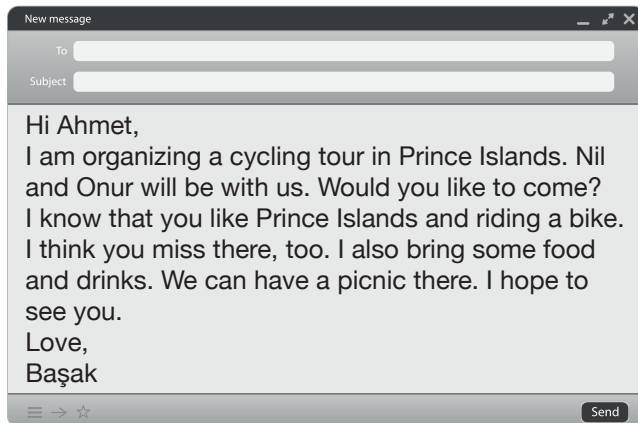 New message
To
Subject
Hi Ahmet,
I am organizing a cycling tour in Prince Islands. Nil
and Onur will be with us. Would you like to come?
I know that you like Prince Islands and riding a bike.
I think you miss there, too. I also bring some food
and drinks. We can have a picnic there. I hope to
see you.
Love,
Başak
Send